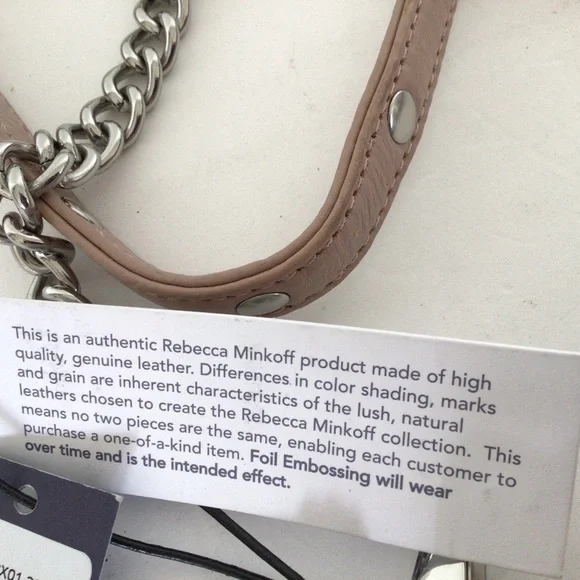 This is an authentic Rebecca Minkoff product made of high
quality, genuine leather. Differences in color shading, marks
and grain are inherent characteristics of the lush, natural
leathers chosen to create the Rebecca Minkoff collection. This
means no two pieces are the same, enabling each customer to
purchase a one-of-a-kind item. Foil Embossing will wear
over time and is the intended effect.